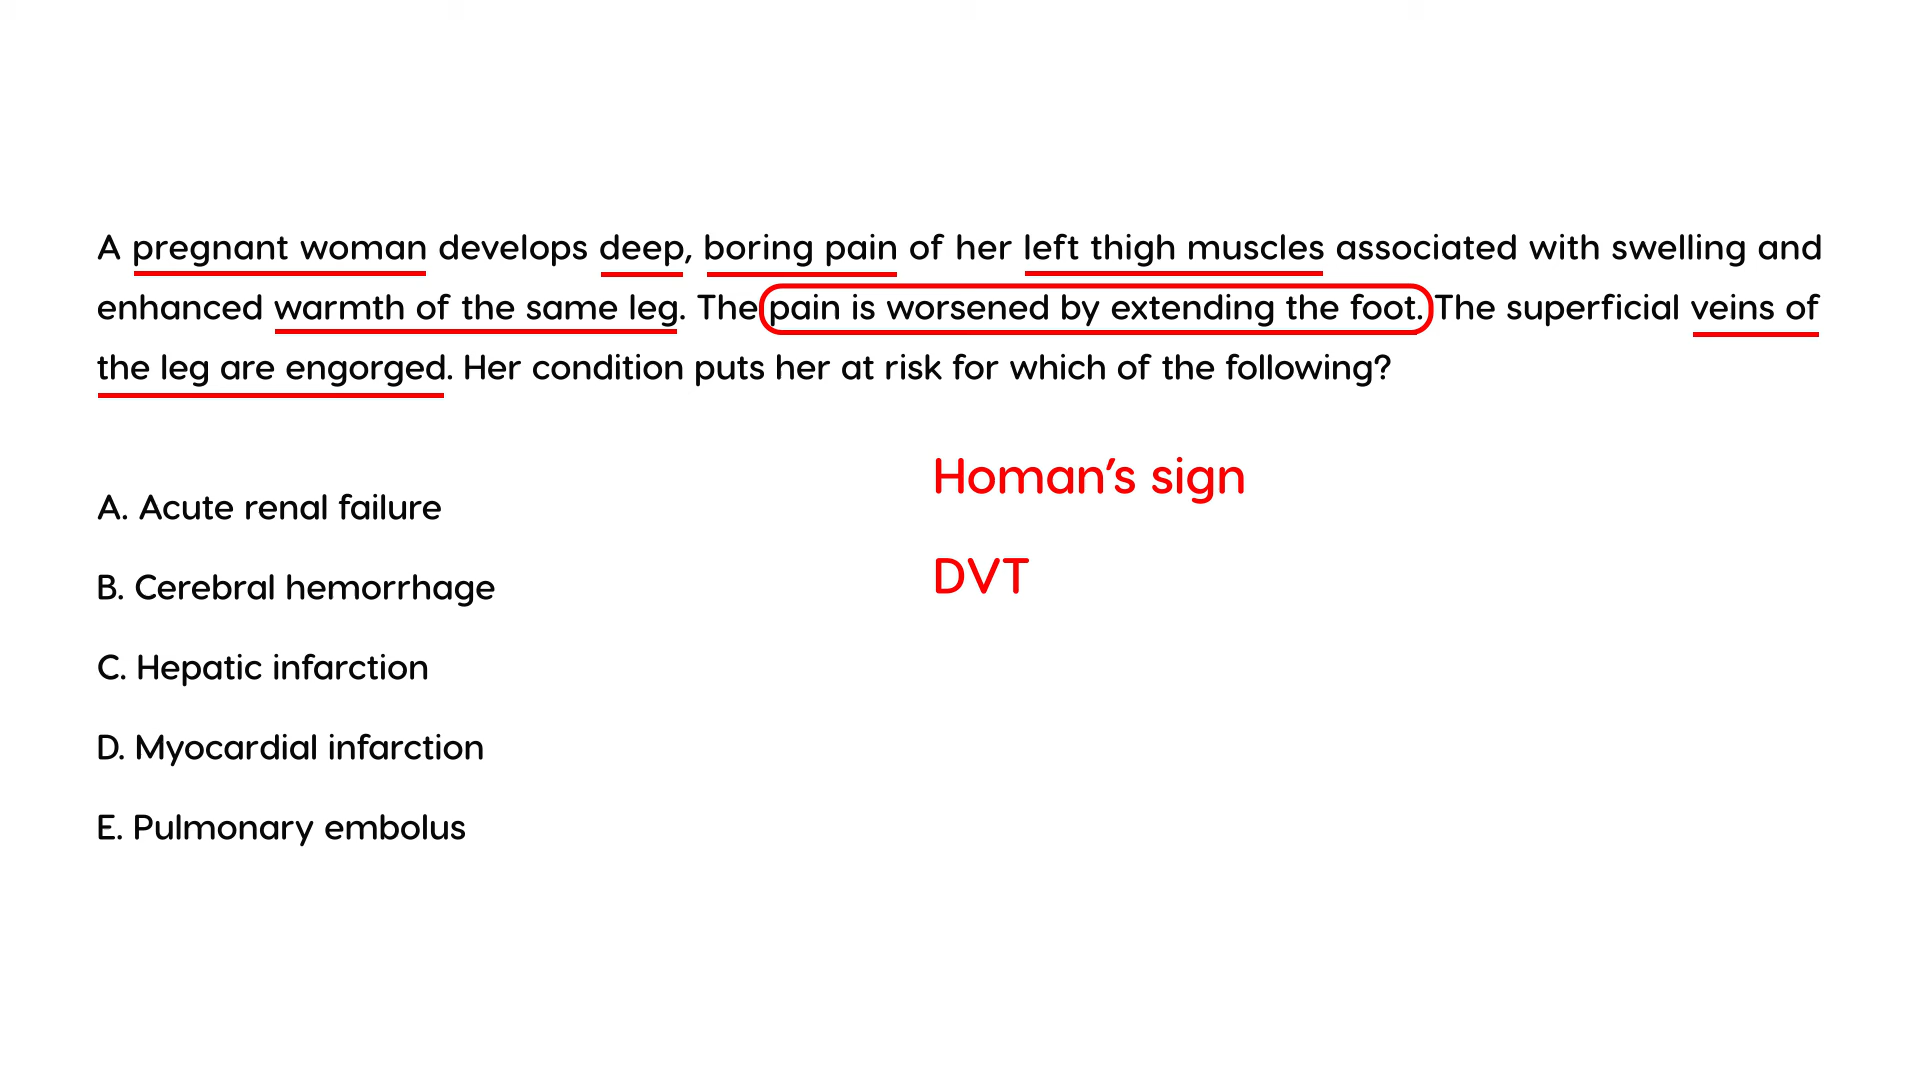 A pregnant woman develops deep, boring pain of her left thigh muscles associated with swelling and
enhanced warmth of the same leg. The pain is worsened by extending the foot. The superficial veins of
the leg are engorged. Her condition puts her at risk for which of the following?
Homan’s sign
A. Acute renal failure
DVT
B. Cerebral hemorrhage
C. Hepatic infarction
D. Myocardial infarction
E. Pulmonary embolus